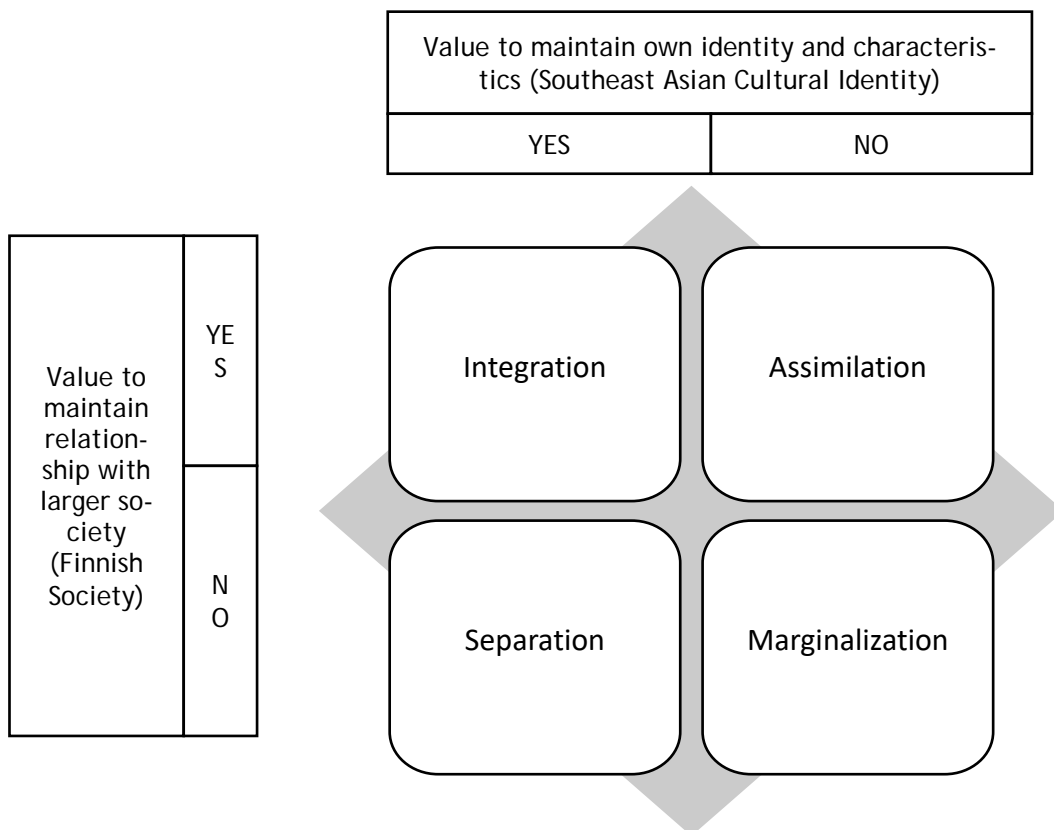 Value to maintain own identity and characteris-
tics (Southeast Asian Cultural Identity)
YES
NO
Value to
maintain
relation-
ship with
larger so-
ciety
(Finnish
Society)
YE
S
N
O
Integration
Assimilation
Separation
Marginalization